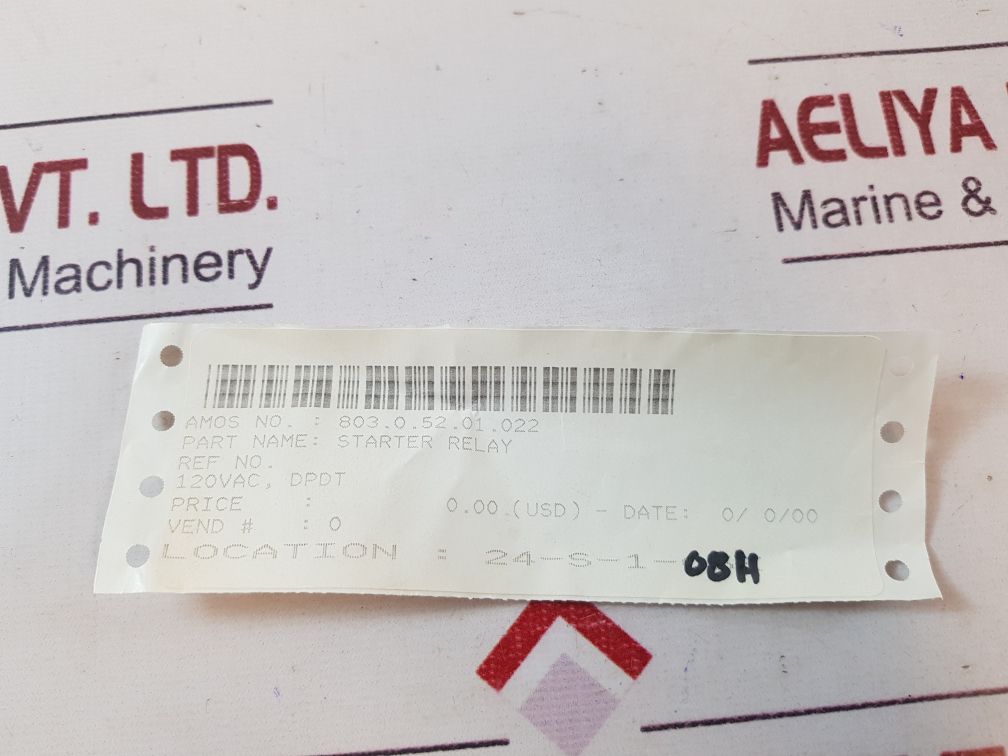 VT. LTD.
Machinery
AELIYA
Marine &
AMOS NO. : 803.0.52.01.022
PART NAME: STARTER RELAY
REF NO.
120VAC, DPDT
PRICE : 0.00 (USD) - DATE: 0/ 0/00
VEND # : 0
LOCATION : 24-S-1-08H